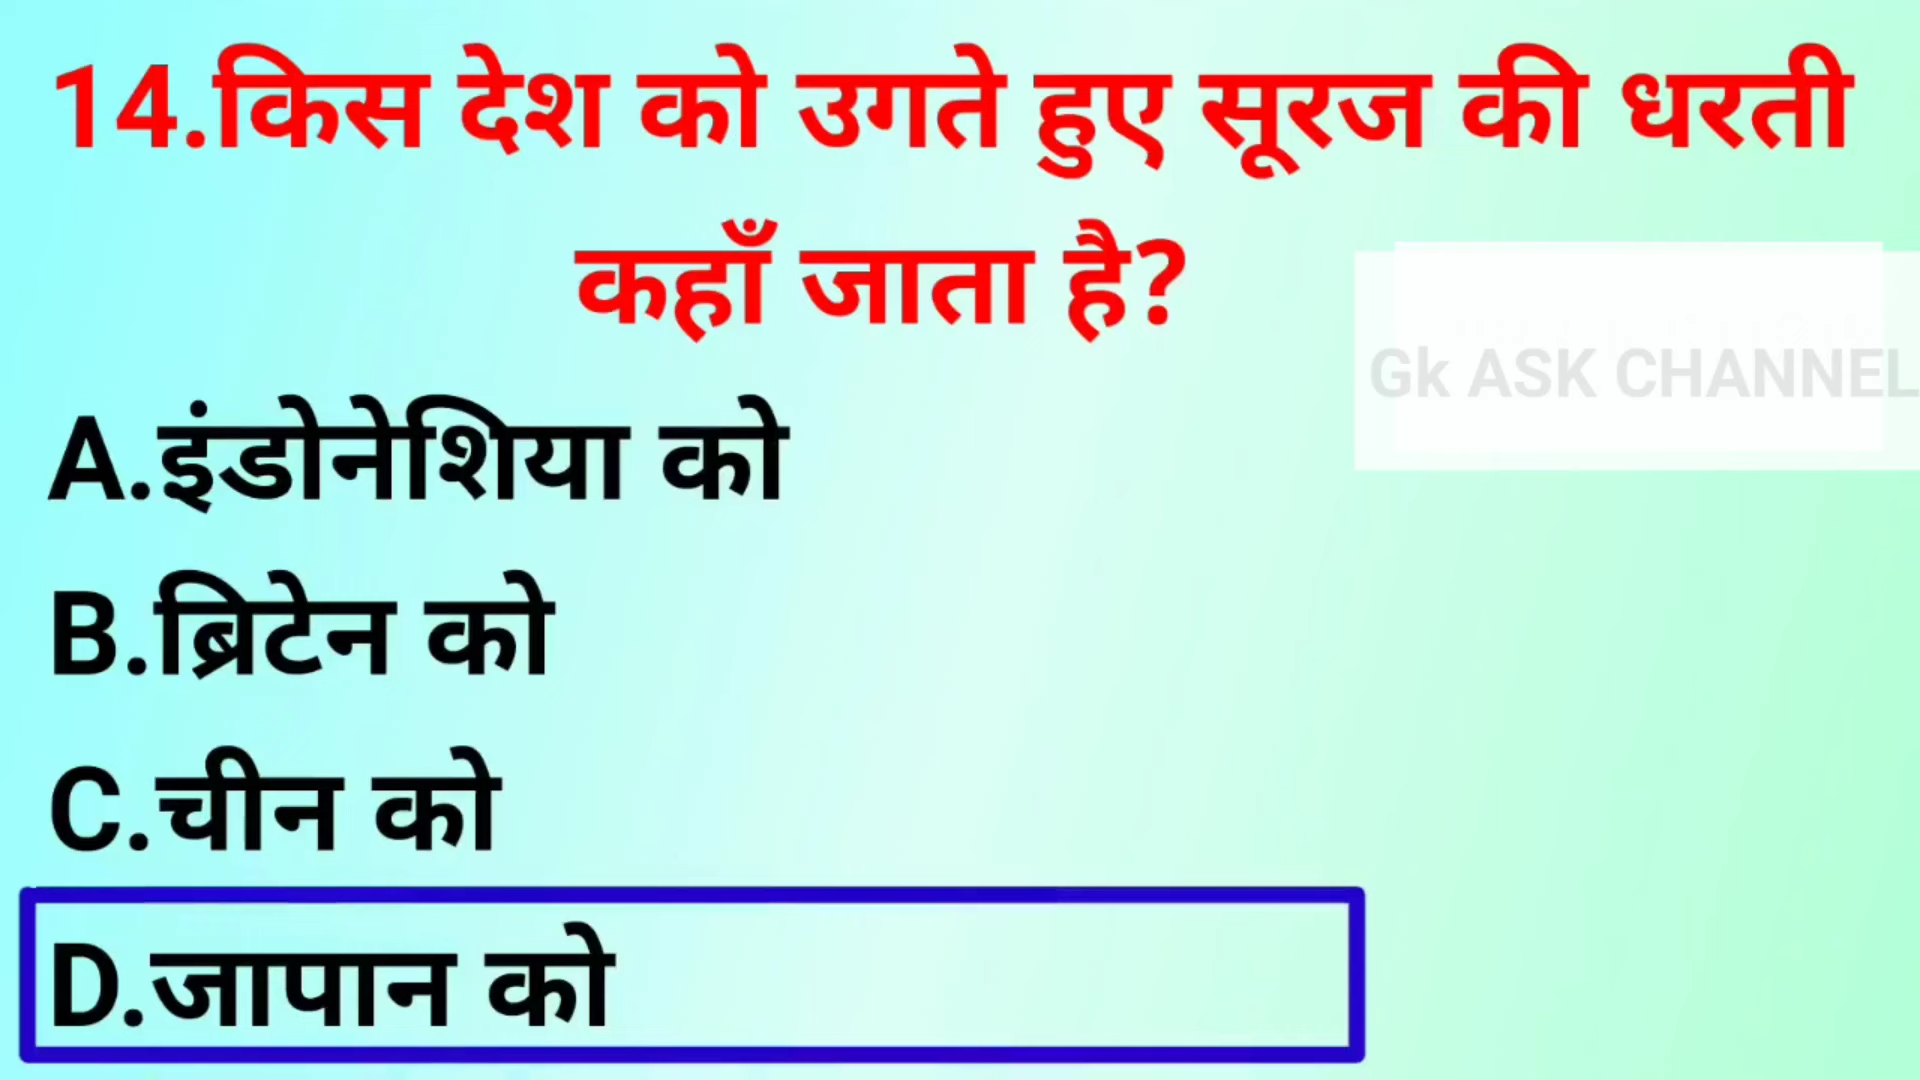 14.किस देश को उगते हुए सूरज की धरती
कहाँ जाता है?
Gk ASK CHANNEL
A.इंडोनेशिया को
B.ब्रिटेन को
C.चीन को
D.जापान को